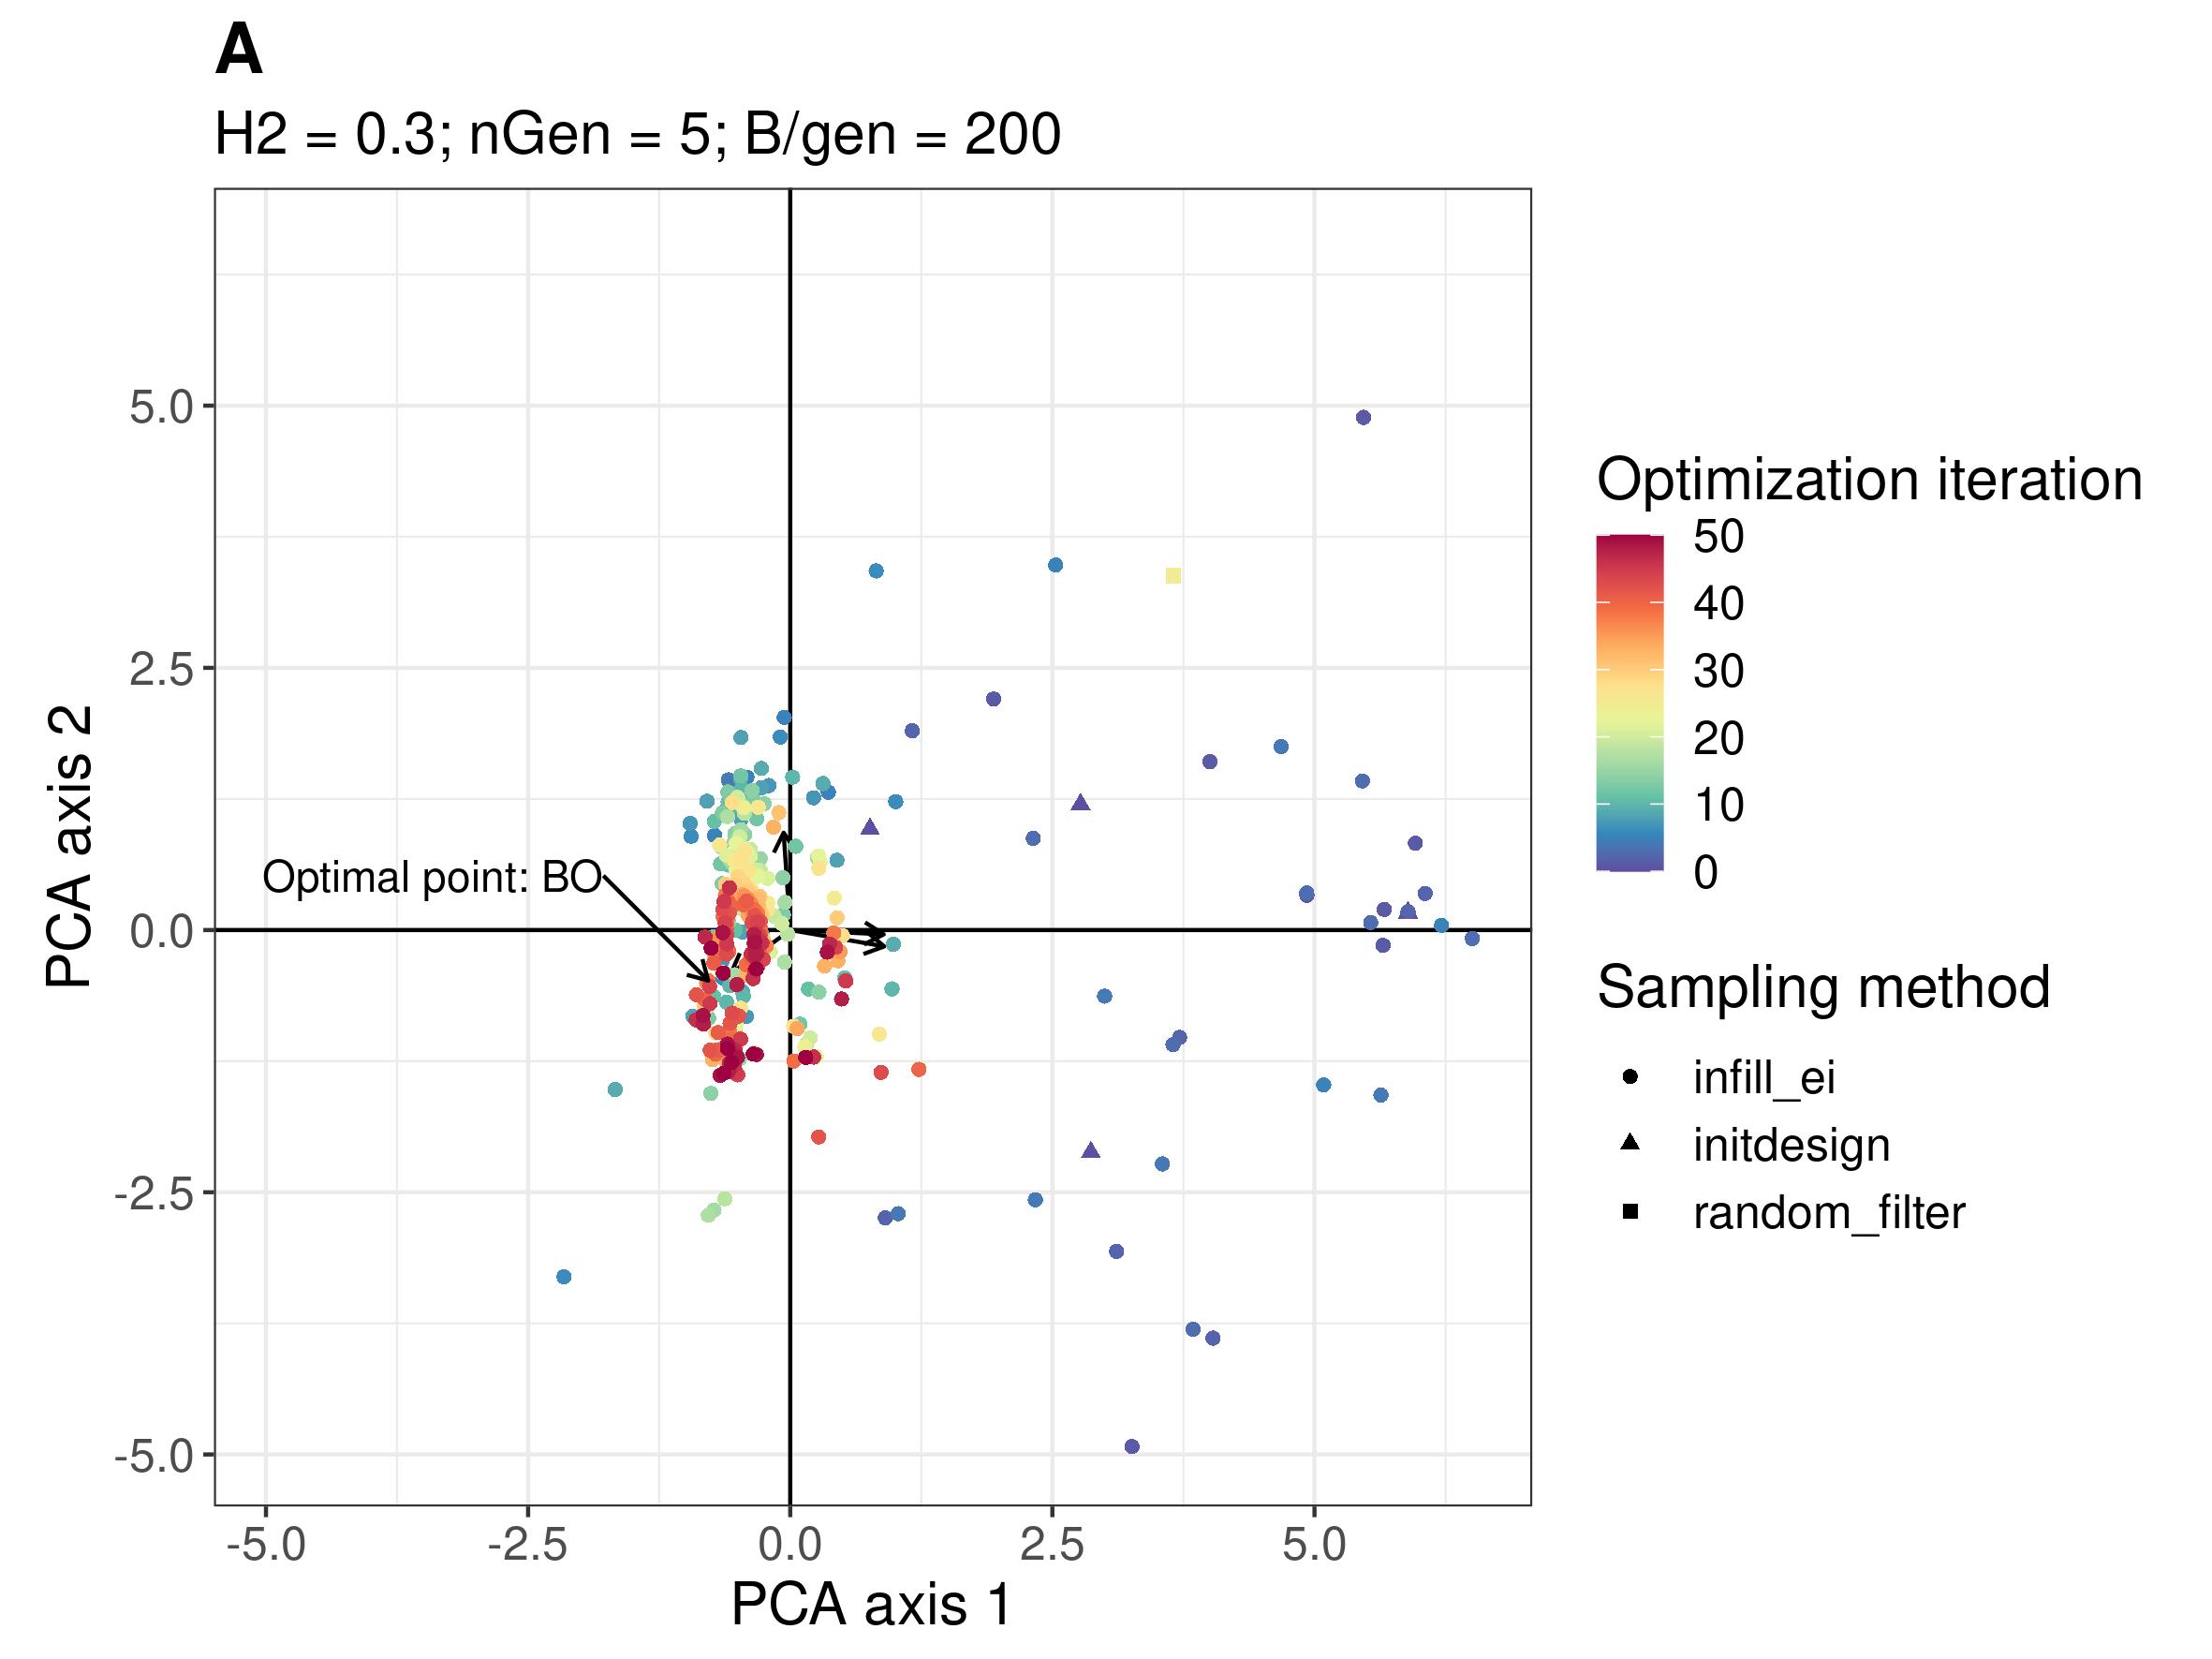 A
H2 = 0.3; nGen = 5; B/gen = 200
PCA axis 2
5.0
2.5
0.0
-2.5
-5.0
Optimal point: BO
-5.0
-2.5
0.0
2.5
5.0
PCA axis 1
Optimization iteration
50
40
30
20
10
0
Sampling method
infill_ei
initdesign
random_filter